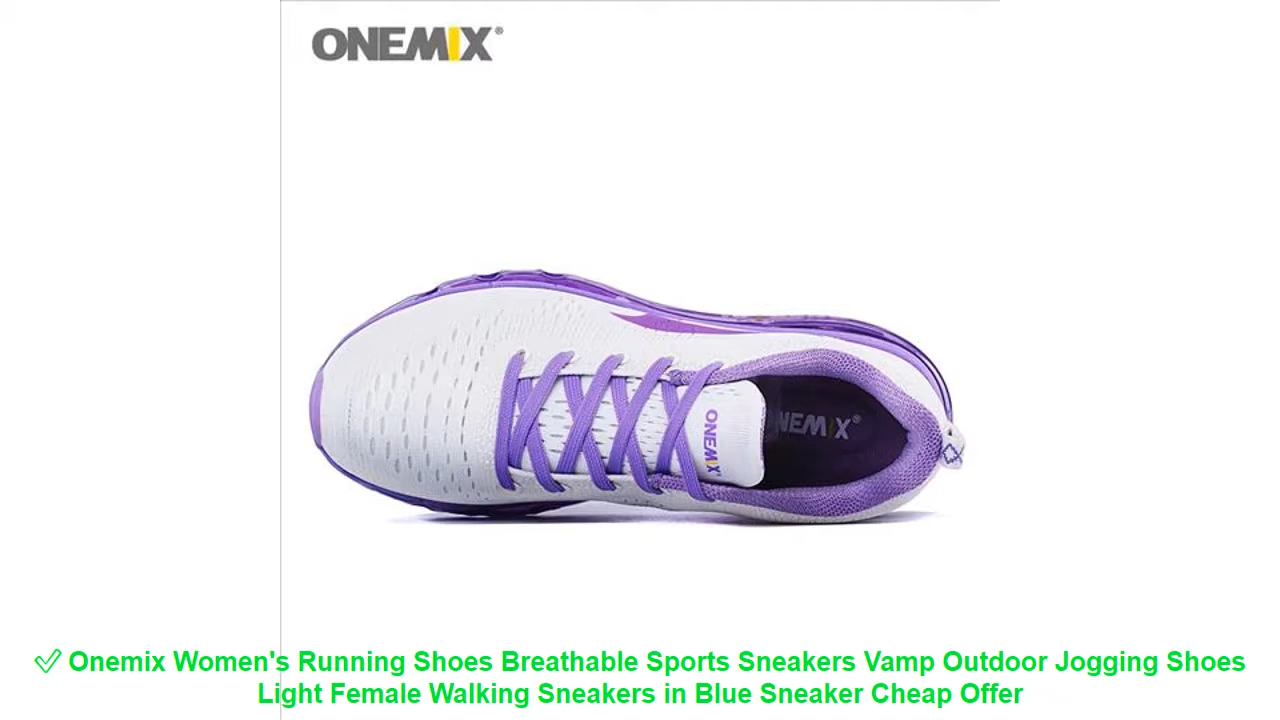 ONEMIX®
ONEMIX®
NEMIX®
✅ Onemix Women's Running Shoes Breathable Sports Sneakers Vamp Outdoor Jogging Shoes
Light Female Walking Sneakers in Blue Sneaker Cheap Offer